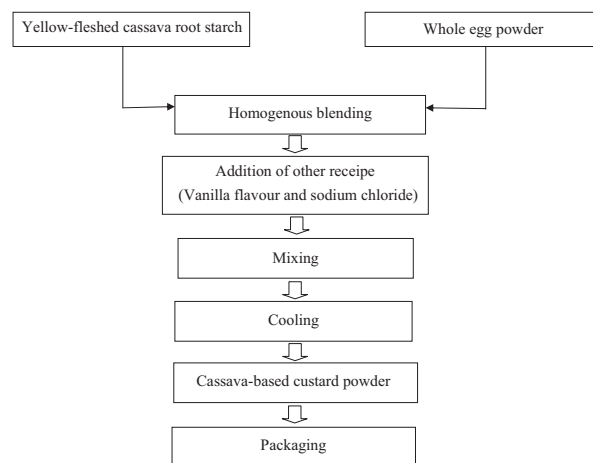 Yellow-fleshed cassava root starch
Whole egg powder
Homogenous blending
Addition of other receipe
(Vanilla flavour and sodium chloride)
Mixing
Cooling
Cassava-based custard powder
Packaging